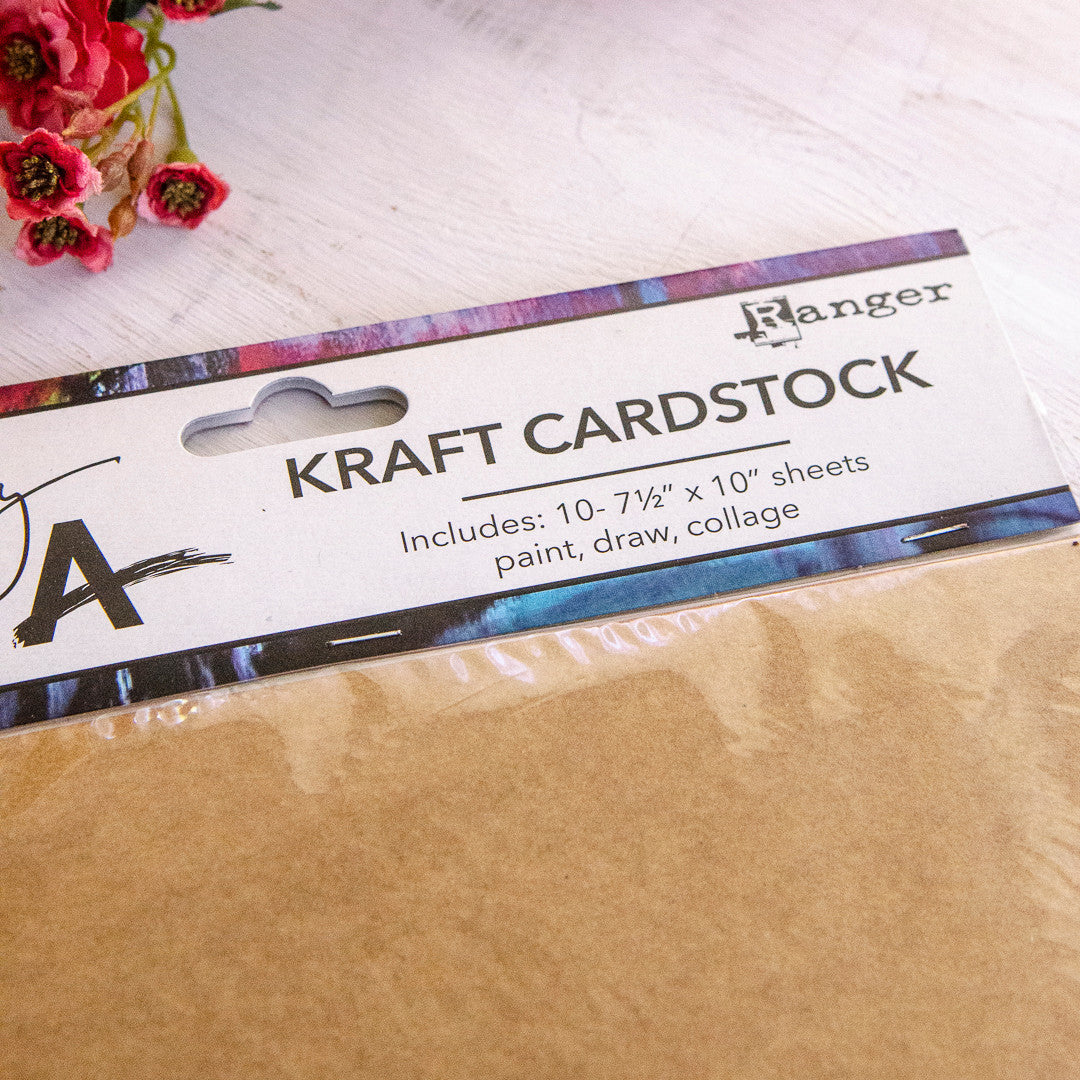 Ranger
KRAFT CARDSTOCK
Includes: 10- 7½” x 10” sheets
paint, draw, collage
A